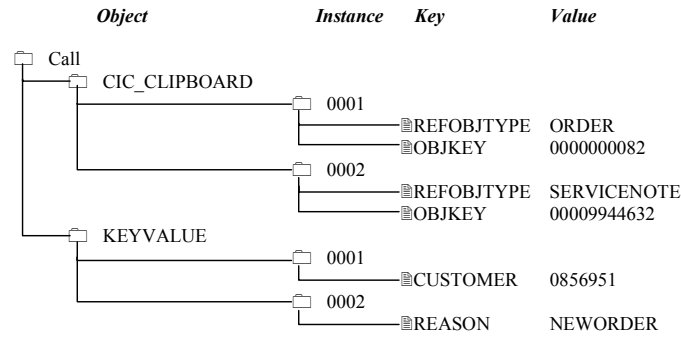 Object Instance Key Value
Call
CIC_CLIPBOARD
0001
REFOBJTYPE ORDER
OBJKEY 0000000082
0002
REFOBJTYPE SERVICENOTE
OBJKEY 00009944632
KEYVALUE
0001
CUSTOMER 0856951
0002
REASON NEWORDER